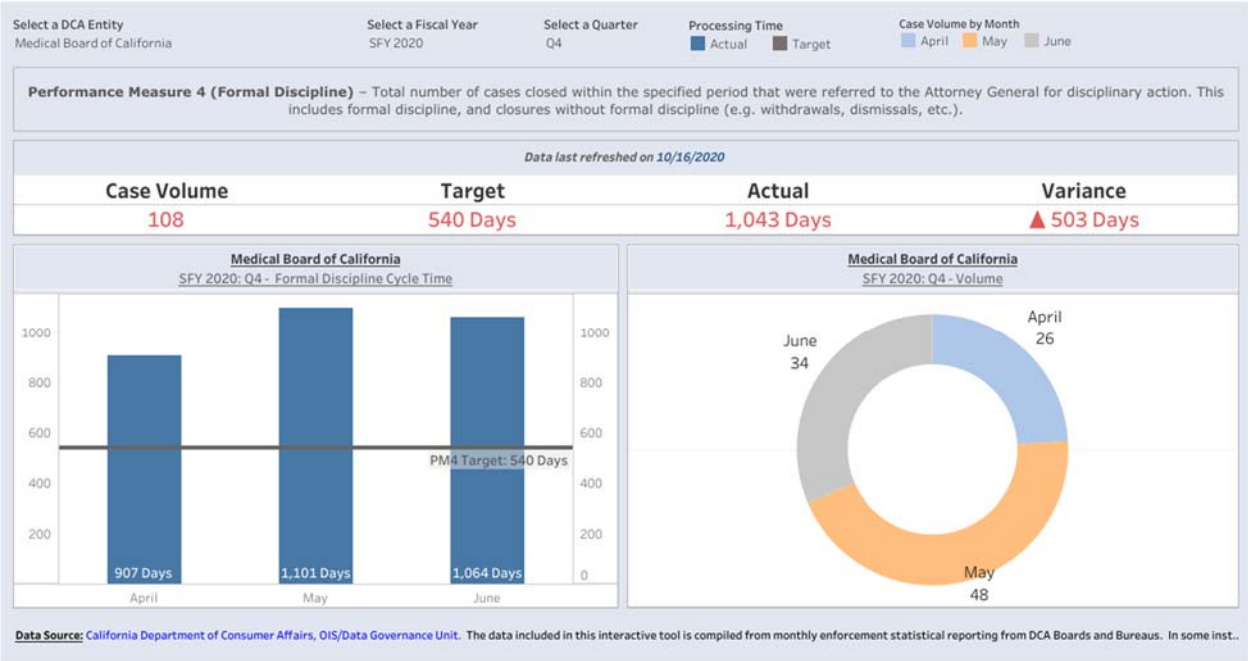 Select a DCA Entity
Medical Board of California
Select a Fiscal Year
SFY 2020
Select a Quarter
Q4
Processing Time
Actual Target
Case Volume by Month
April May June
Performance Measure 4 (Formal Discipline) – Total number of cases closed within the specified period that were referred to the Attorney General for disciplinary action. This
includes formal discipline, and closures without formal discipline (e.g. withdrawals, dismissals, etc.).
Data last refreshed on 10/16/2020
Case Volume Target Actual Variance
108 540 Days 1,043 Days ▲ 503 Days
Medical Board of California
SFY 2020: Q4 - Formal Discipline Cycle Time
1000 1000
800 800
600 600
PM4 Target: 540 Days
400 400
200 200
907 Days 1,101 Days 1,064 Days 0
April May June
Medical Board of California
SFY 2020: Q4 - Volume
April
26
June
34
May
48
Data Source: California Department of Consumer Affairs, OIS/Data Governance Unit. The data included in this interactive tool is compiled from monthly enforcement statistical reporting from DCA Boards and Bureaus. In some inst..